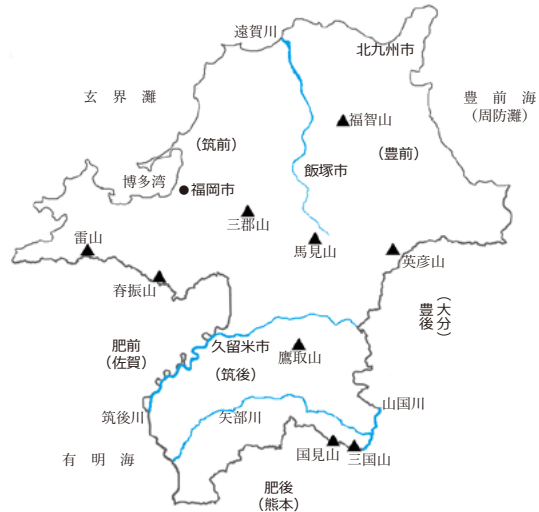 遠賀川
北九州市
玄界灘
豊前海
（周防灘）
福智山
（筑前）
飯塚市
（豊前）
博多湾
福岡市
三郡山
雷山
馬見山
英彦山
脊振山
豊後
（大分）
肥前
（佐賀）
久留米市
鷹取山
（筑後）
筑後川
矢部川
山国川
有明海
国見山
三国山
肥後
（熊本）